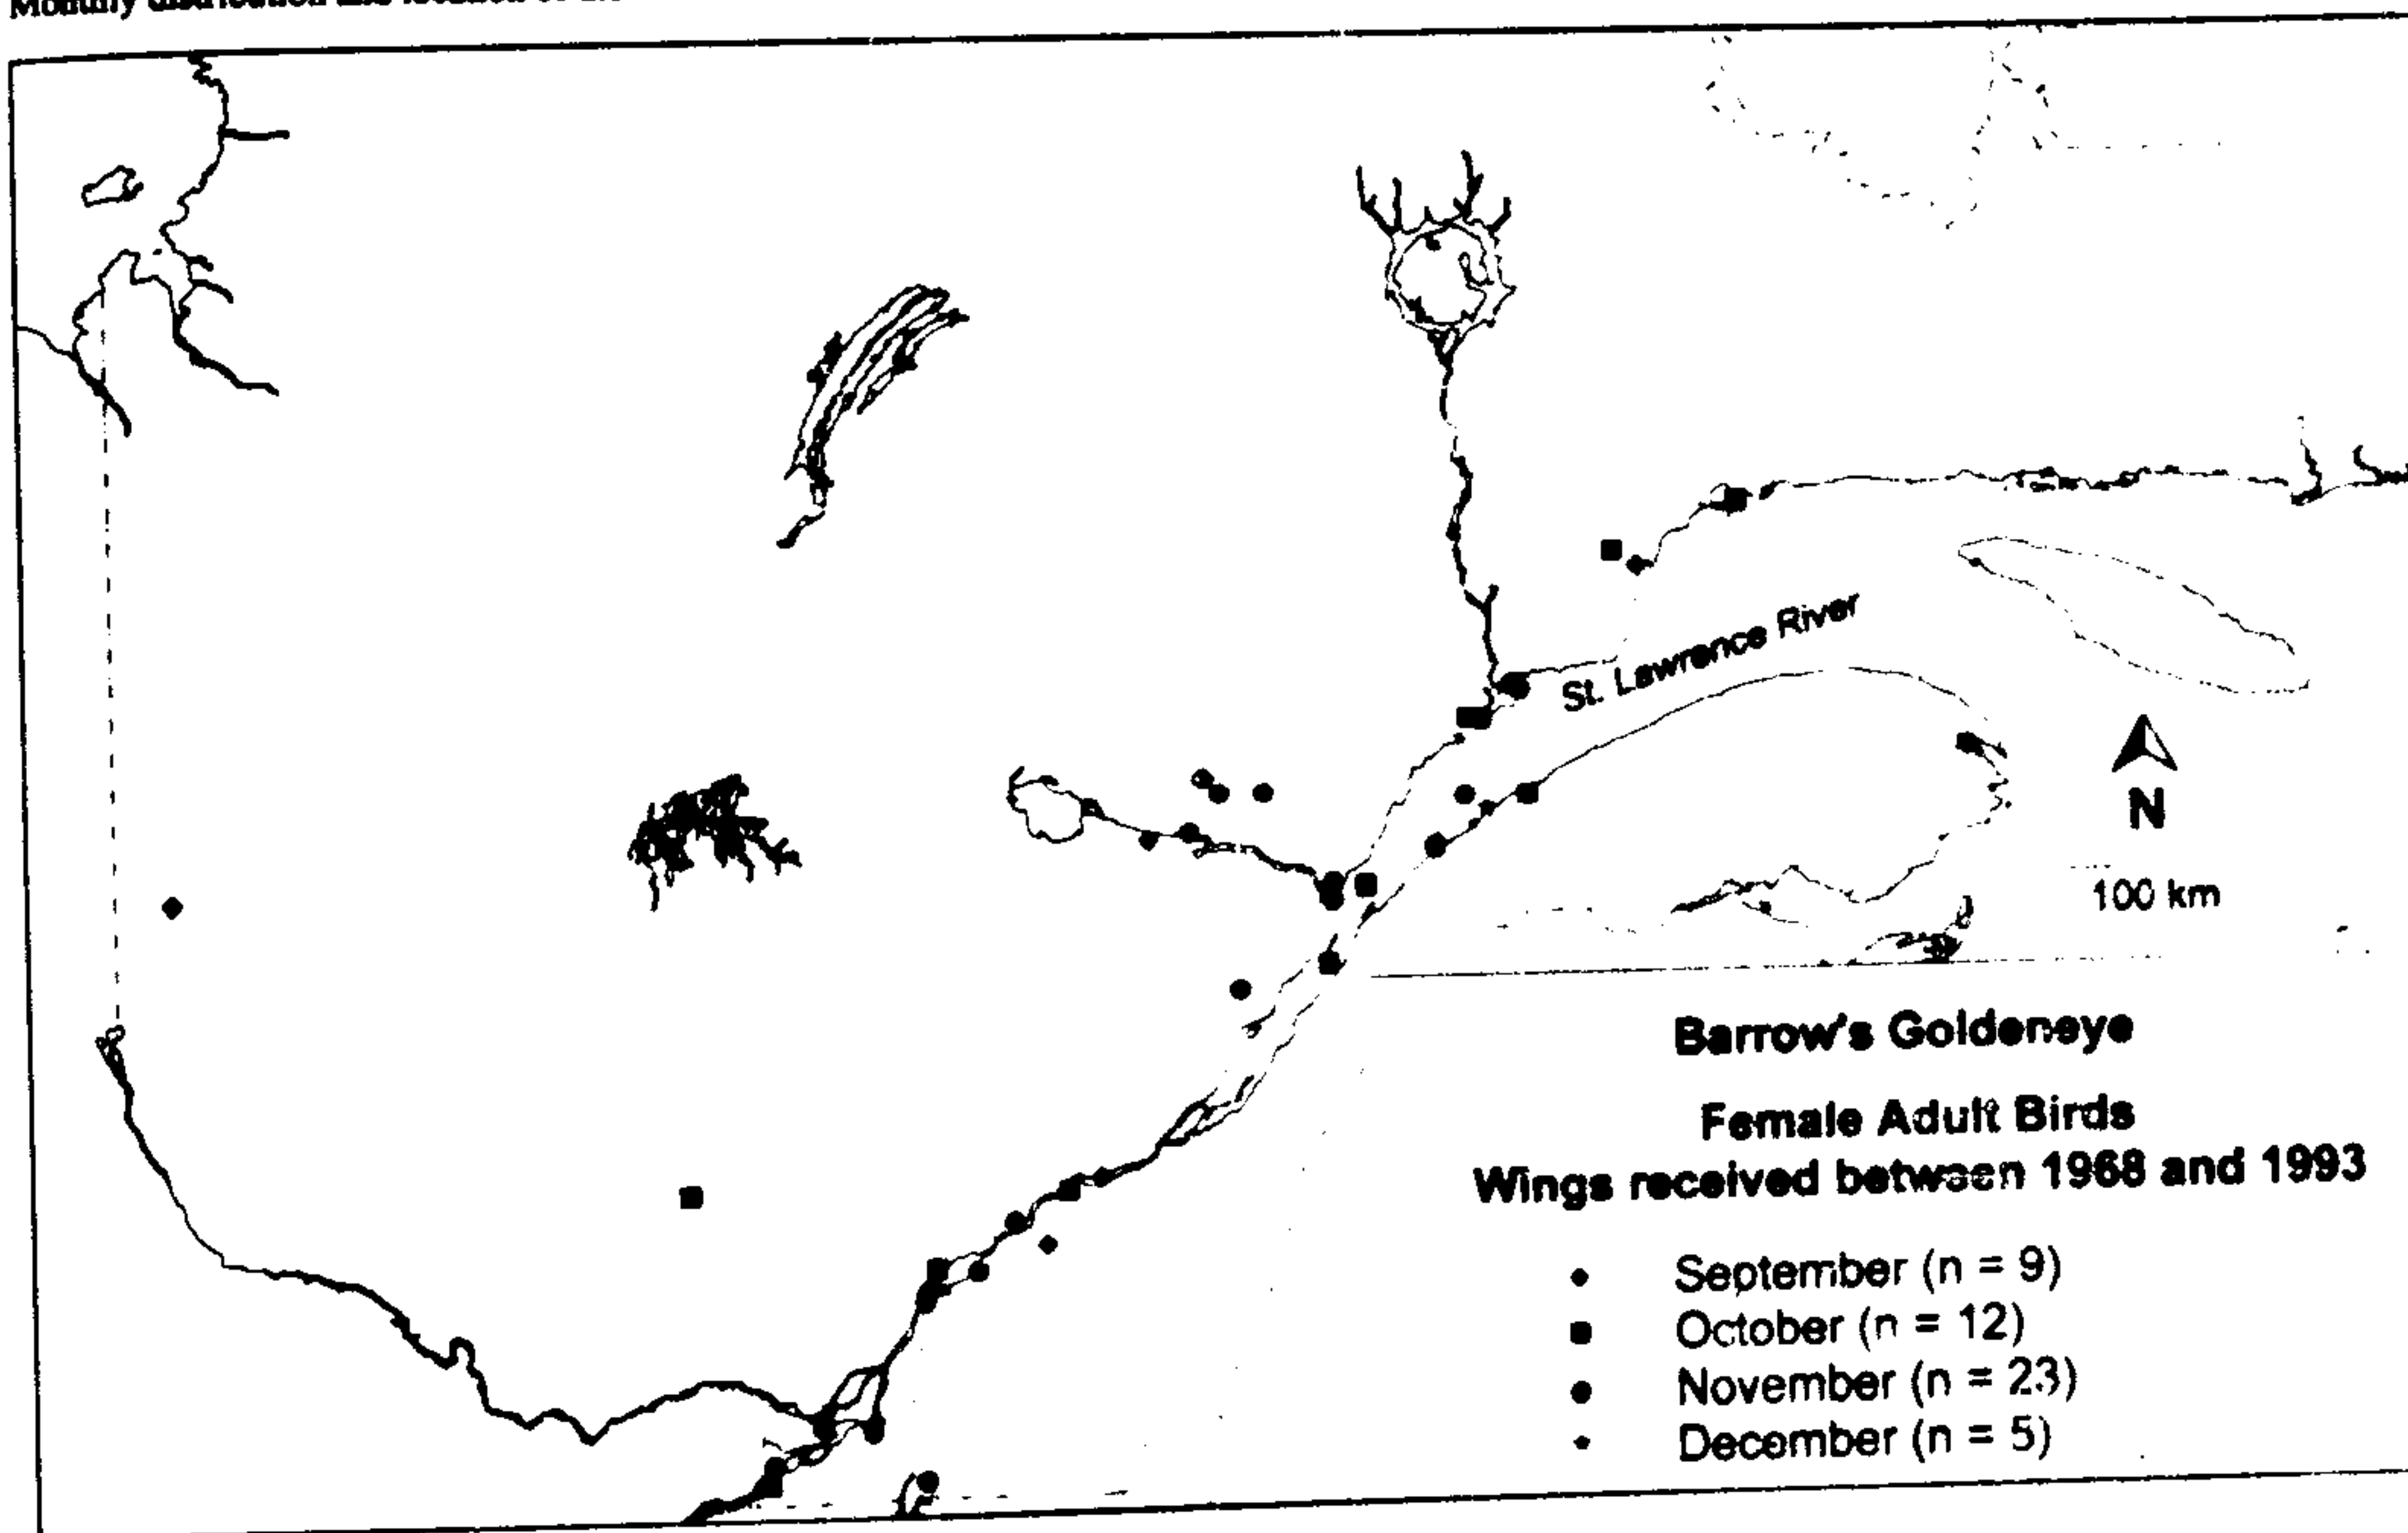 St. Lawrence River
N
100 km
Barrow's Goldeneye
Female Adult Birds
Wings received between 1968 and 1993
September (n = 9)
October (n = 12)
November (n = 23)
December (n = 5)